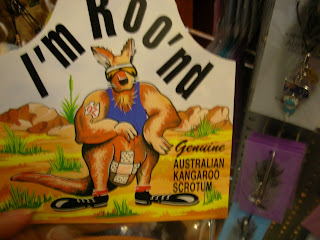 I'm Roo'nd
Genuine
AUSTRALIAN
KANGAROO
SCROTUM